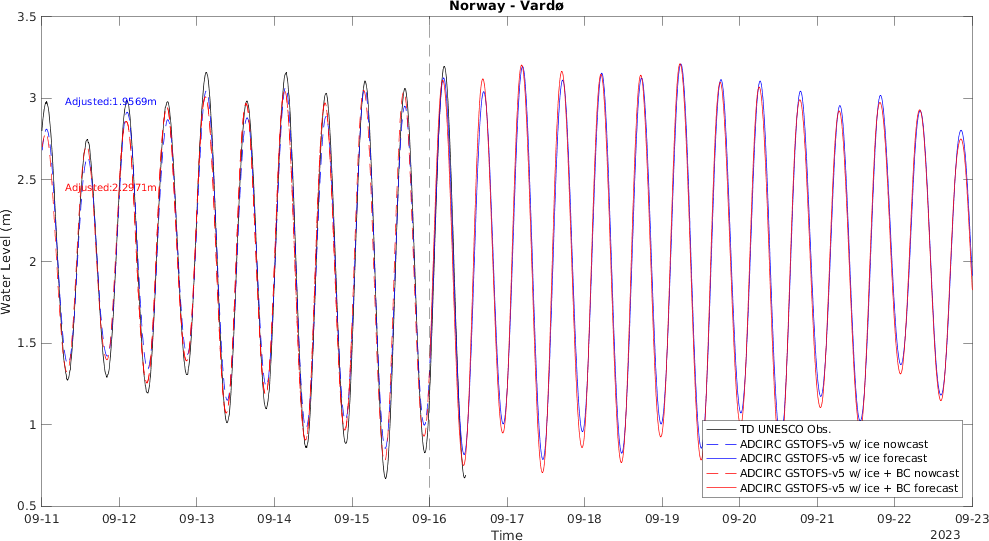 Norway - Vardø
3.5
3
2.5
2
1.5
1
0.5
Water Level (m)
Adjusted:1.9569m
Adjusted:2.2971m
TD UNESCO Obs.
ADCIRC GSTOFS-v5 w/ ice nowcast
ADCIRC GSTOFS-v5 w/ ice forecast
ADCIRC GSTOFS-v5 w/ ice + BC nowcast
ADCIRC GSTOFS-v5 w/ ice + BC forecast
09-11 09-12 09-13 09-14 09-15 09-16 09-17 09-18 09-19 09-20 09-21 09-22 09-23
Time
2023